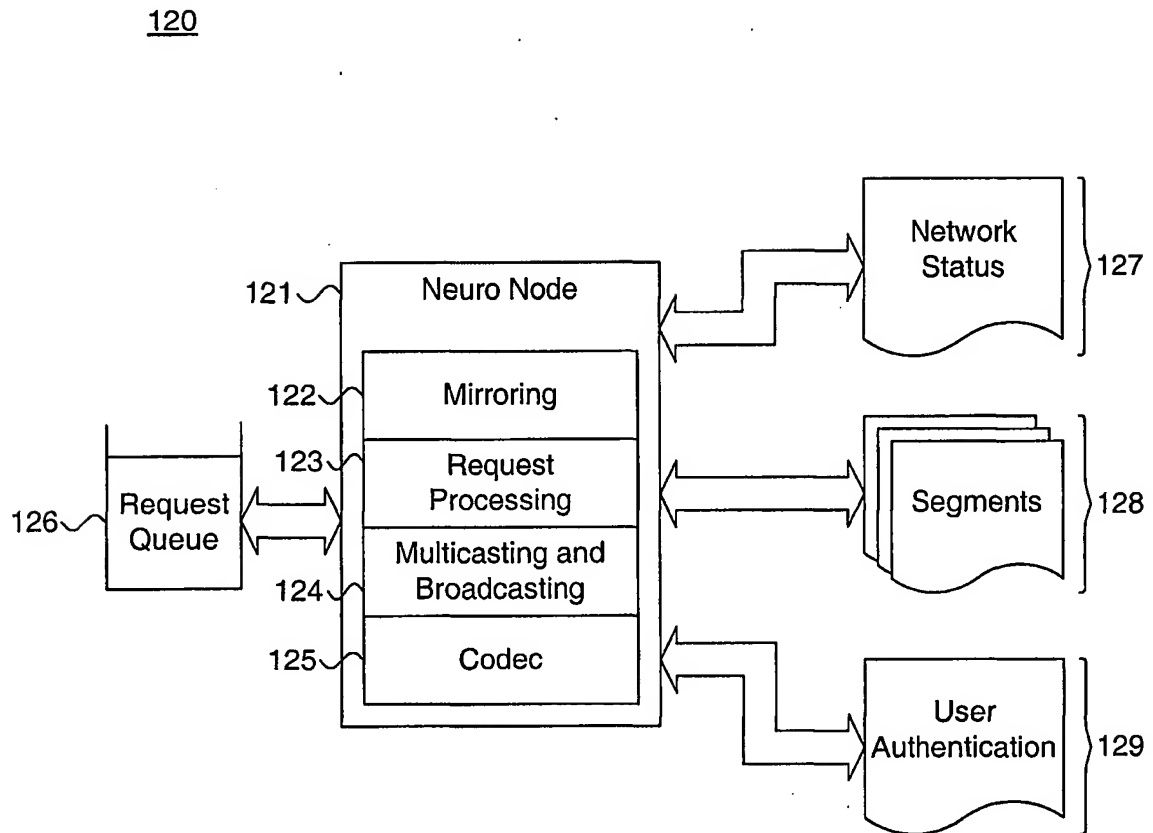 120
Network
Status
127
121
Neuro Node
122
Mirroring
123
Request
Processing
126
Request
Queue
Segments
128
124
Multicasting and
Broadcasting
125
Codec
User
Authentication
129